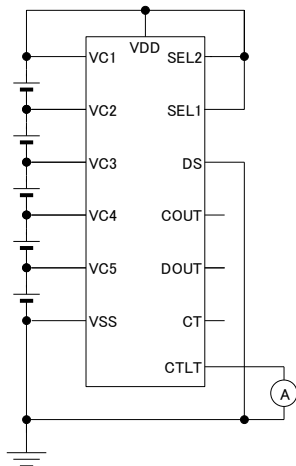 VDD
VC1 SEL2
VC2 SEL1
VC3 DS
VC4 COUT
VC5 DOUT
VSS CT
CTLT
A